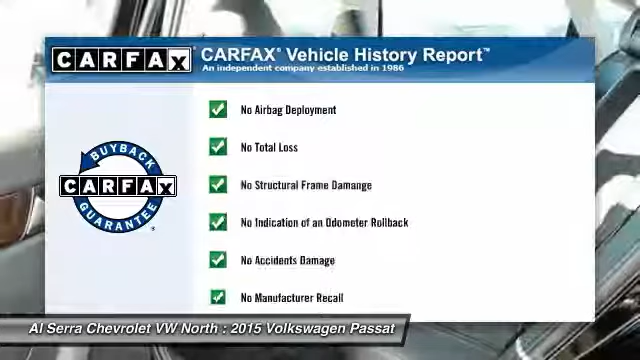 CARFAX CARFAX® Vehicle History Report™
An independent company established in 1986
No Airbag Deployment
No Total Loss
No Structural Frame Damange
No Indication of an Odometer Rollback
No Accidents Damage
No Manufacturer Recall
BUYBACK
CARFAX
GUARANTEE®
Al Serra Chevrolet VW North : 2015 Volkswagen Passat